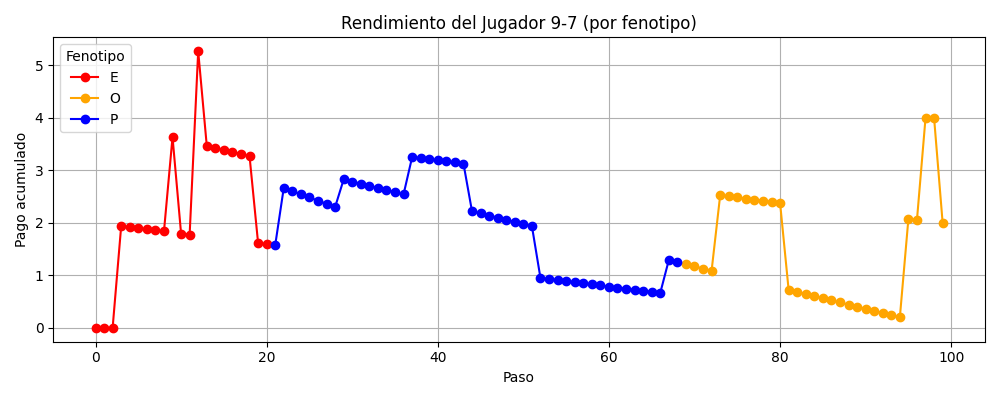 Rendimiento del Jugador 9-7 (por fenotipo)
Fenotipo
E
O
P
Pago acumulado
5
4
3
2
1
0
0 20 40 60 80 100
Paso